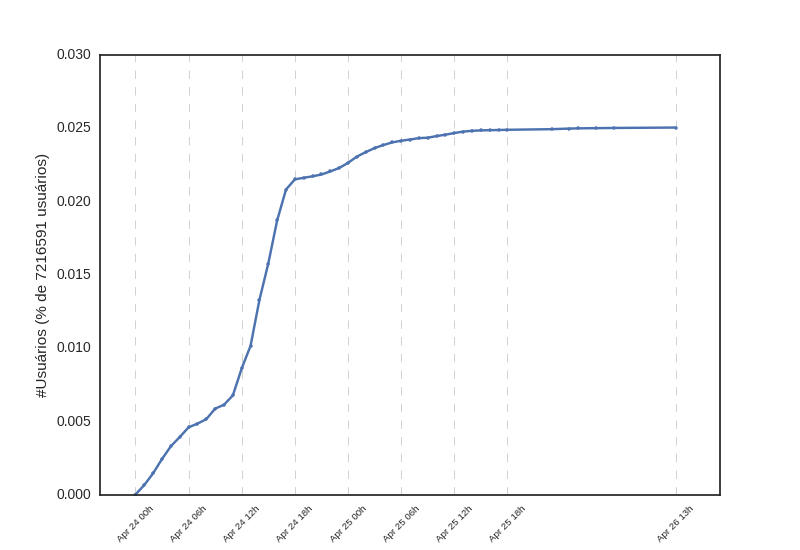 0.030
0.025
0.020
0.015
0.010
0.005
0.000
#Usuários (% de 7216591 usuários)
Apr 24 00h
Apr 24 06h
Apr 24 12h
Apr 24 18h
Apr 25 00h
Apr 25 06h
Apr 25 12h
Apr 25 18h
Apr 26 13h